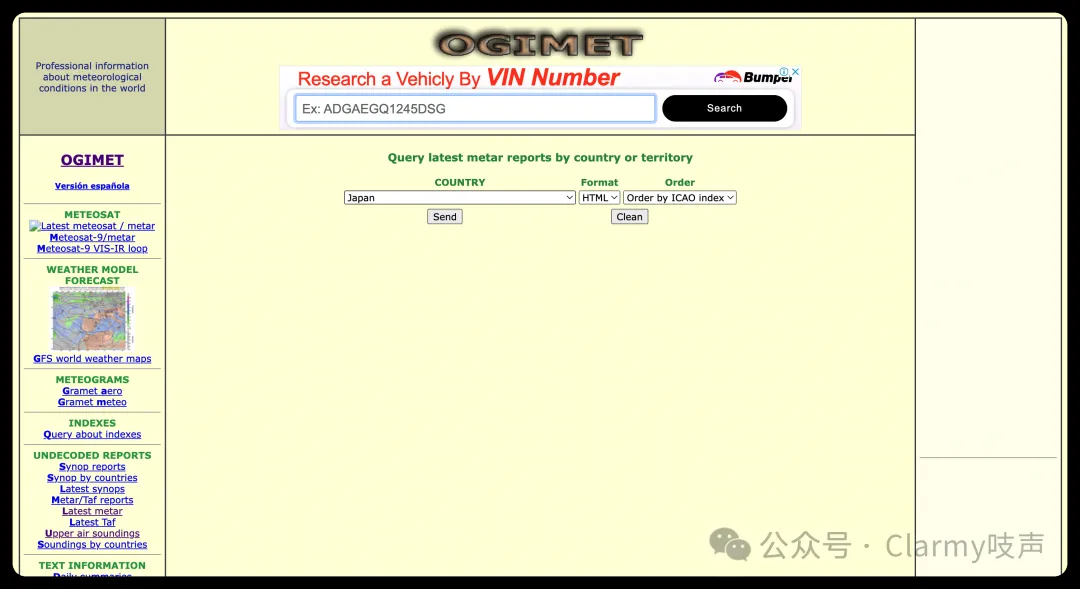 Professional information
about meteorological
conditions in the world
OGIMET
Research a Vehicly By VIN Number
Bumper
Ex: ADGAEGQ1245DSG
Search
OGIMET
Versión española
METEOSAT
Latest meteosat / metar
Meteosat-9/metar
Meteosat-9 VIS-IR loop
WEATHER MODEL
FORECAST
GFS world weather maps
METEOGRAMS
Gramet aero
Gramet meteo
INDEXES
Query about indexes
UNDECODED REPORTS
Synop reports
Synop by countries
Latest synops
Metar/Taf reports
Latest metar
Latest Taf
Upper air soundings
Soundings by countries
TEXT INFORMATION
Daily summaries
Query latest metar reports by country or territory
COUNTRY Format Order
Japan HTML Order by ICAO index
Send Clean
公众号 · Clarmy吱声